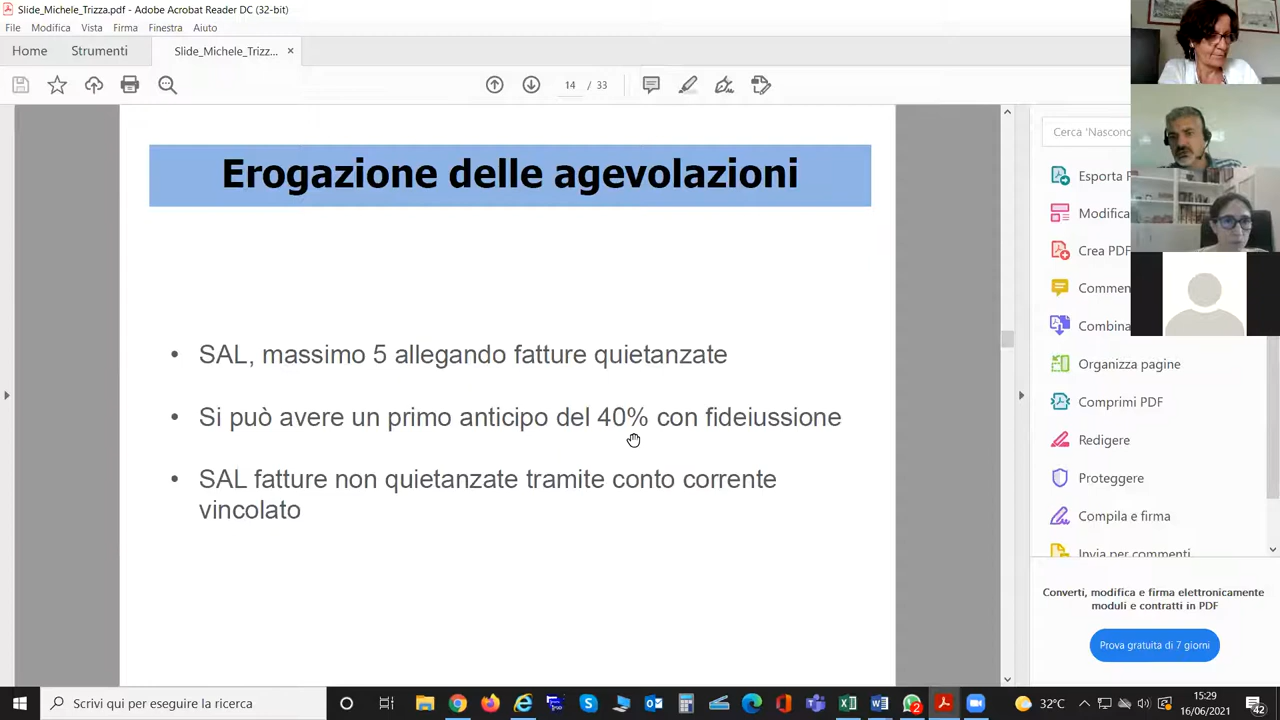 Slide_Michele_Trizza.pdf - Adobe Acrobat Reader DC (32-bit)
File Modifica Vista Firma Finestra Aiuto
Home Strumenti Slide_Michele_Trizz... ×
14 / 33
Erogazione delle agevolazioni
• SAL, massimo 5 allegando fatture quietanzate
• Si può avere un primo anticipo del 40% con fideiussione
• SAL fatture non quietanzate tramite conto corrente
vincolato
Cerca 'Nascono
Esporta P
Modifica
Crea PDF
Commen
Combina
Organizza pagine
Comprimi PDF
Redigere
Proteggere
Compila e firma
Invia per commenti
Converti, modifica e firma elettronicamente
moduli e contratti in PDF
Prova gratuita di 7 giorni
Scrivi qui per eseguire la ricerca
2
32°C
15:29
16/06/2021
42